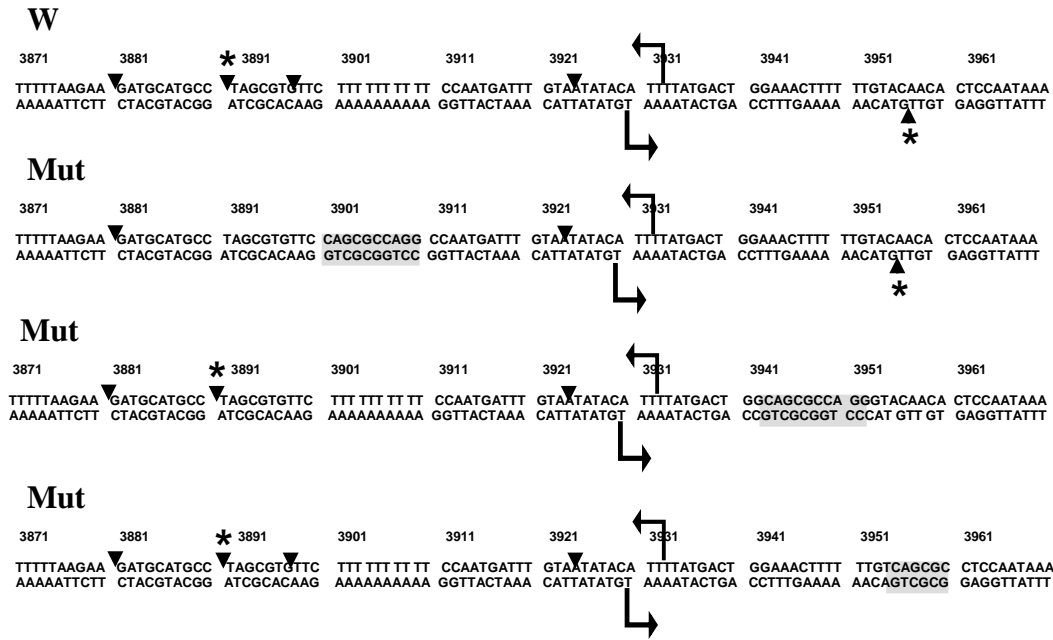 W
3871 3881 * 3891 3901 3911 3921 3931 3941 3951 3961
TTTTTAAGAA GATGCATGCC TAGCGTGTTC TTT TTT TTT TT CCAATGATTT GTAATATACA TTTTATGACT GGAAACTTTT TTGTACAACA CTCCAATAAA
AAAAATTCTT CTACGTACGG ATCGCACAAG AAAAAAAAAA GGTTACTAAA CATTATATGT AAAATACTGA CCTTTGAAAA AACATGTTGT GAGGTTATTT
*
Mut
3871 3881 3891 3901 3911 3921 3931 3941 3951 3961
TTTTTAAGAA GATGCATGCC TAGCGTGTTC CAGCGCCAGG CCAATGATTT GTAATATACA TTTTATGACT GGAAACTTTT TTGTACAACA CTCCAATAAA
AAAAATTCTT CTACGTACGG ATCGCACAAG GTCGCGGTCC GGTTACTAAA CATTATATGT AAAATACTGA CCTTTGAAAA AACATGTTGT GAGGTTATTT
*
Mut
3871 3881 * 3891 3901 3911 3921 3931 3941 3951 3961
TTTTTAAGAA GATGCATGCC TAGCGTGTTC TTT TTT TTT TT CCAATGATTT GTAATATACA TTTTATGACT GGCAGCGCCA GGGTACAACA CTCCAATAAA
AAAAATTCTT CTACGTACGG ATCGCACAAG AAAAAAAAAA GGTTACTAAA CATTATATGT AAAATACTGA CCGTCGCGGT CCCAT GTT GT GAGGTTATTT
Mut
3871 3881 * 3891 3901 3911 3921 3931 3941 3951 3961
TTTTTAAGAA GATGCATGCC TAGCGTGTTC TTT TTT TTT TT CCAATGATTT GTAATATACA TTTTATGACT GGAAACTTTT TTGTCAGCGC CTCCAATAAA
AAAAATTCTT CTACGTACGG ATCGCACAAG AAAAAAAAAA GGTTACTAAA CATTATATGT AAAATACTGA CCTTTGAAAA AACAGTCGCG GAGGTTATTT